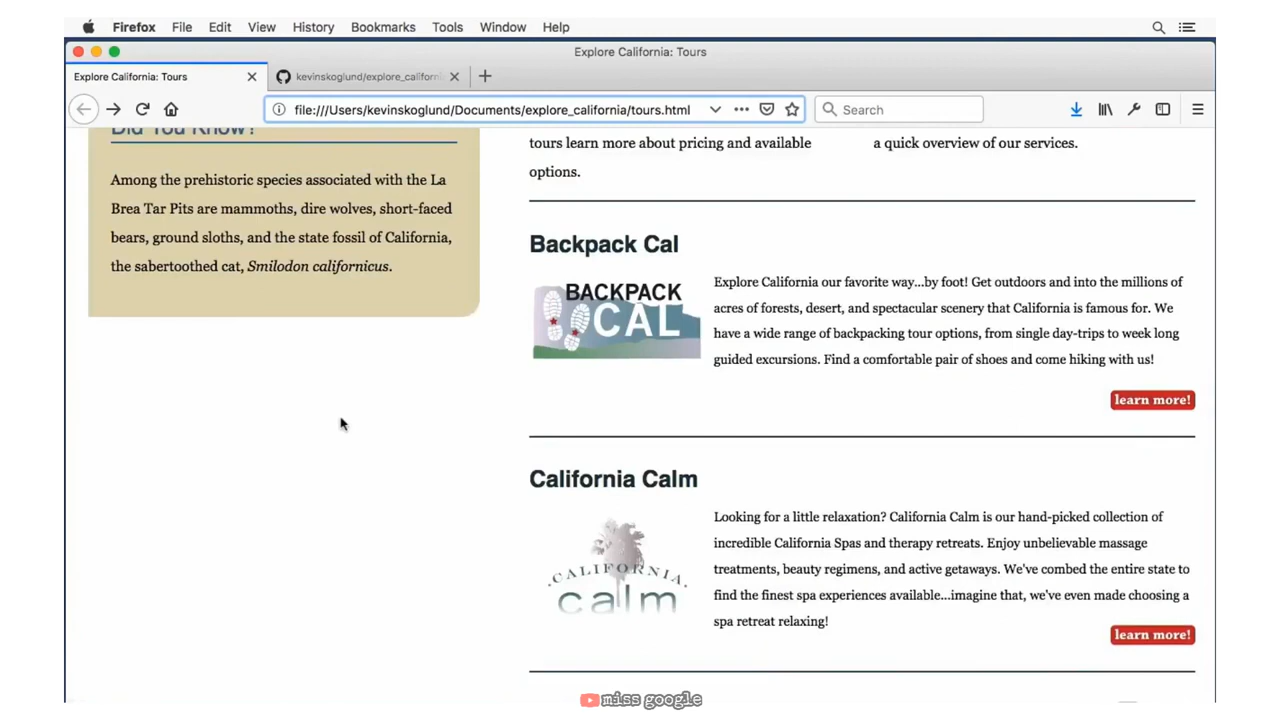 Firefox File Edit View History Bookmarks Tools Window Help
Explore California: Tours
Explore California: Tours kevinskoglund/explore_californi
file:///Users/kevinskoglund/Documents/explore_california/tours.html Search
Did You Know?
Among the prehistoric species associated with the La
Brea Tar Pits are mammoths, dire wolves, short-faced
bears, ground sloths, and the state fossil of California,
the sabertoothed cat, Smilodon californicus.
tours learn more about pricing and available
options.
a quick overview of our services.
Backpack Cal
BACKPACK
CAL
Explore California our favorite way...by foot! Get outdoors and into the millions of
acres of forests, desert, and spectacular scenery that California is famous for. We
have a wide range of backpacking tour options, from single day-trips to week long
guided excursions. Find a comfortable pair of shoes and come hiking with us!
learn more!
California Calm
CALIFORNIA
calm
Looking for a little relaxation? California Calm is our hand-picked collection of
incredible California Spas and therapy retreats. Enjoy unbelievable massage
treatments, beauty regimens, and active getaways. We've combed the entire state to
find the finest spa experiences available...imagine that, we've even made choosing a
spa retreat relaxing!
learn more!
miss google